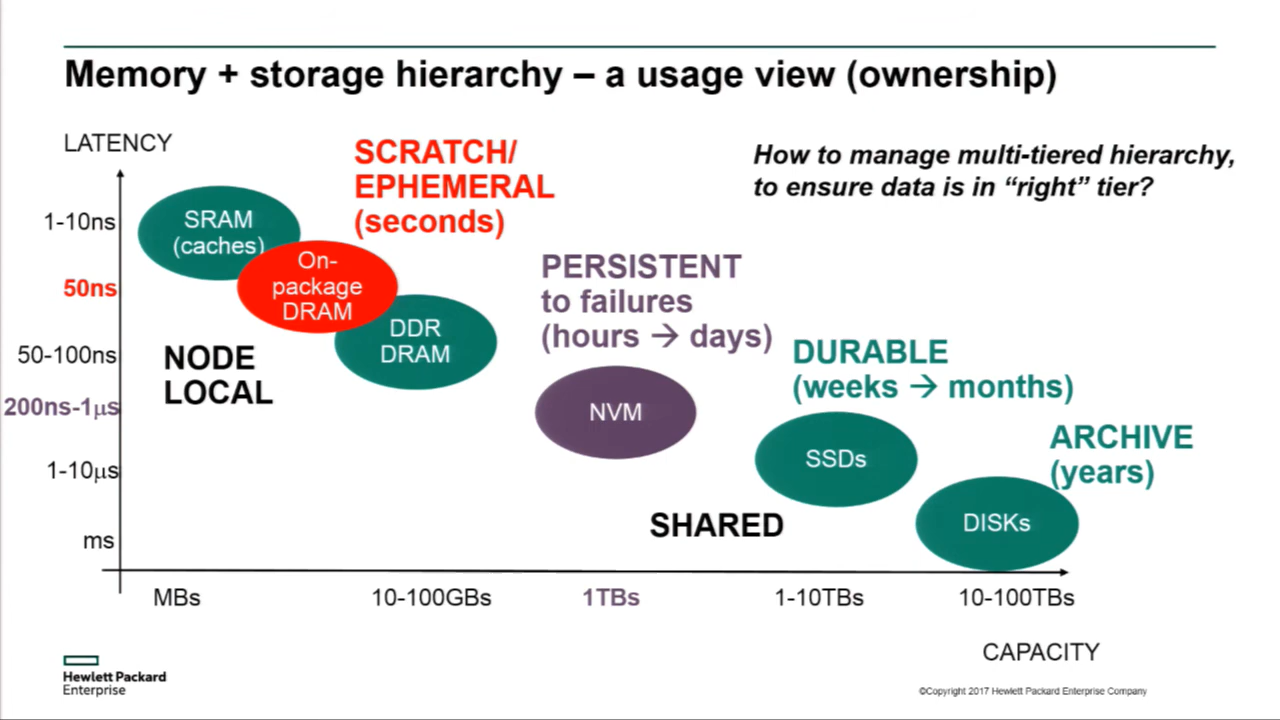 Memory + storage hierarchy – a usage view (ownership)
LATENCY
SCRATCH/
EPHEMERAL
(seconds)
How to manage multi-tiered hierarchy,
to ensure data is in “right” tier?
1-10ns
SRAM
(caches)
On-
package
DRAM
50ns
PERSISTENT
to failures
(hours → days)
DDR
DRAM
50-100ns
NODE
LOCAL
DURABLE
(weeks → months)
200ns-1μs
NVM
ARCHIVE
(years)
1-10μs
SSDs
SHARED
DISKs
ms
MBs
10-100GBs
1TBs
1-10TBs
10-100TBs
CAPACITY
Hewlett Packard
Enterprise
©Copyright 2017 Hewlett Packard Enterprise Company